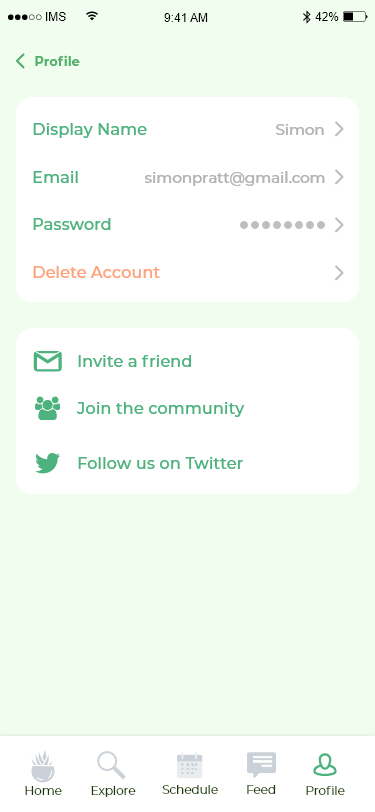 IMS 9:41 AM 42%
Profile
Display Name Simon
Email simonpratt@gmail.com
Password ●●●●●●●●
Delete Account
Invite a friend
Join the community
Follow us on Twitter
Home Explore Schedule Feed Profile